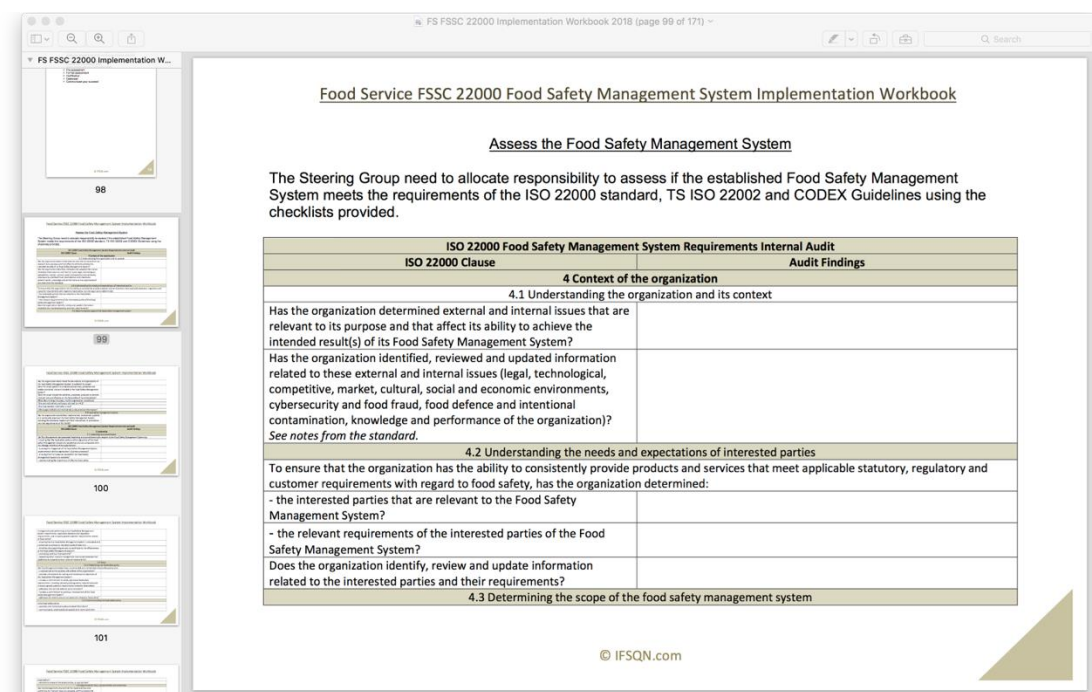 FS FSSC 22000 Implementation Workbook 2018 (page 99 of 171)
Search
FS FSSC 22000 Implementation W...
98
99
100
101
Food Service FSSC 22000 Food Safety Management System Implementation Workbook
Assess the Food Safety Management System
The Steering Group need to allocate responsibility to assess if the established Food Safety Management
System meets the requirements of the ISO 22000 standard, TS ISO 22002 and CODEX Guidelines using the
checklists provided.
ISO 22000 Food Safety Management System Requirements Internal Audit
ISO 22000 Clause Audit Findings
4 Context of the organization
4.1 Understanding the organization and its context
Has the organization determined external and internal issues that are
relevant to its purpose and that affect its ability to achieve the
intended result(s) of its Food Safety Management System?
Has the organization identified, reviewed and updated information
related to these external and internal issues (legal, technological,
competitive, market, cultural, social and economic environments,
cybersecurity and food fraud, food defence and intentional
contamination, knowledge and performance of the organization)?
See notes from the standard.
4.2 Understanding the needs and expectations of interested parties
To ensure that the organization has the ability to consistently provide products and services that meet applicable statutory, regulatory and
customer requirements with regard to food safety, has the organization determined:
- the interested parties that are relevant to the Food Safety
Management System?
- the relevant requirements of the interested parties of the Food
Safety Management System?
Does the organization identify, review and update information
related to the interested parties and their requirements?
4.3 Determining the scope of the food safety management system
© IFSQN.com